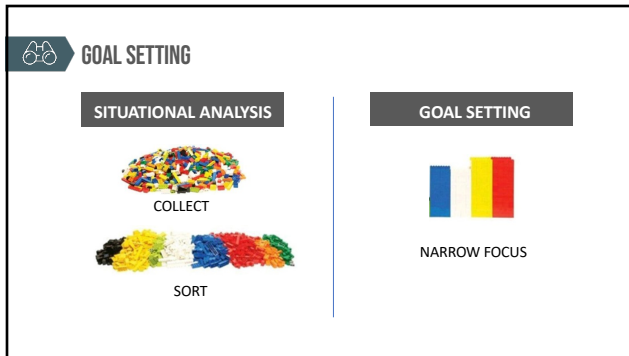 GOAL SETTING
SITUATIONAL ANALYSIS
COLLECT
SORT
GOAL SETTING
NARROW FOCUS